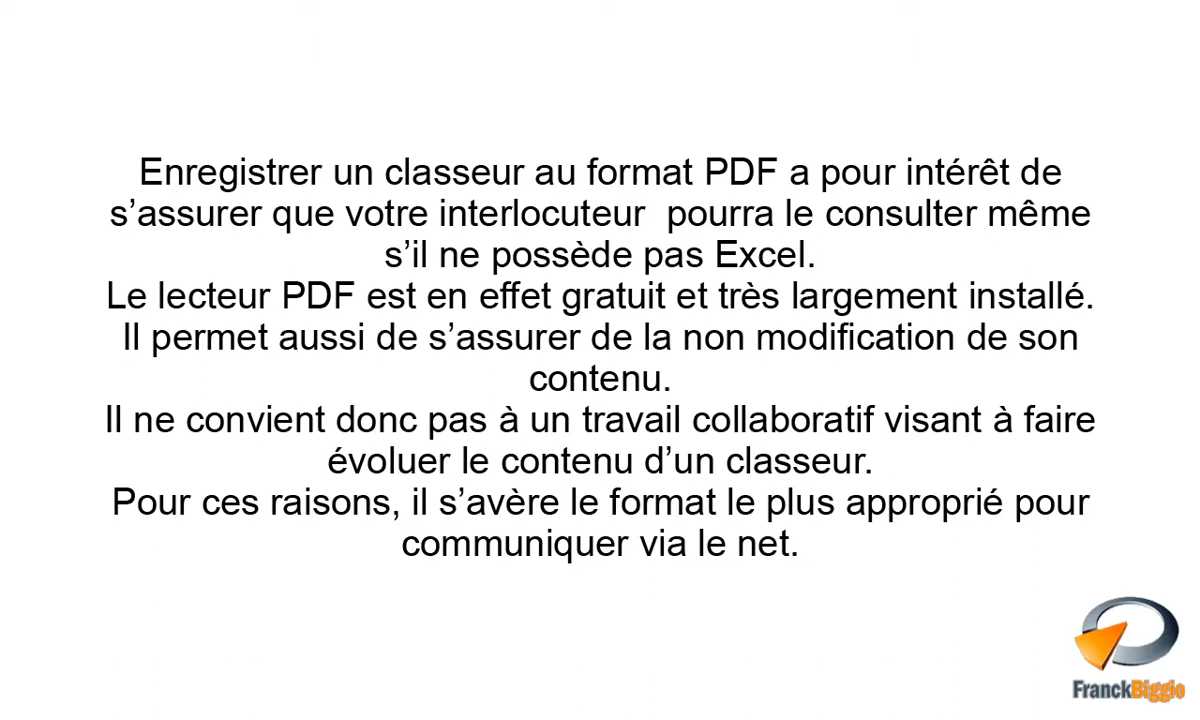 Enregistrer un classeur au format PDF a pour intérêt de
s’assurer que votre interlocuteur  pourra le consulter même
s’il ne possède pas Excel.
Le lecteur PDF est en effet gratuit et très largement installé.
Il permet aussi de s’assurer de la non modification de son
contenu.
Il ne convient donc pas à un travail collaboratif visant à faire
évoluer le contenu d’un classeur.
Pour ces raisons, il s’avère le format le plus approprié pour
communiquer via le net.
FranckBiggio